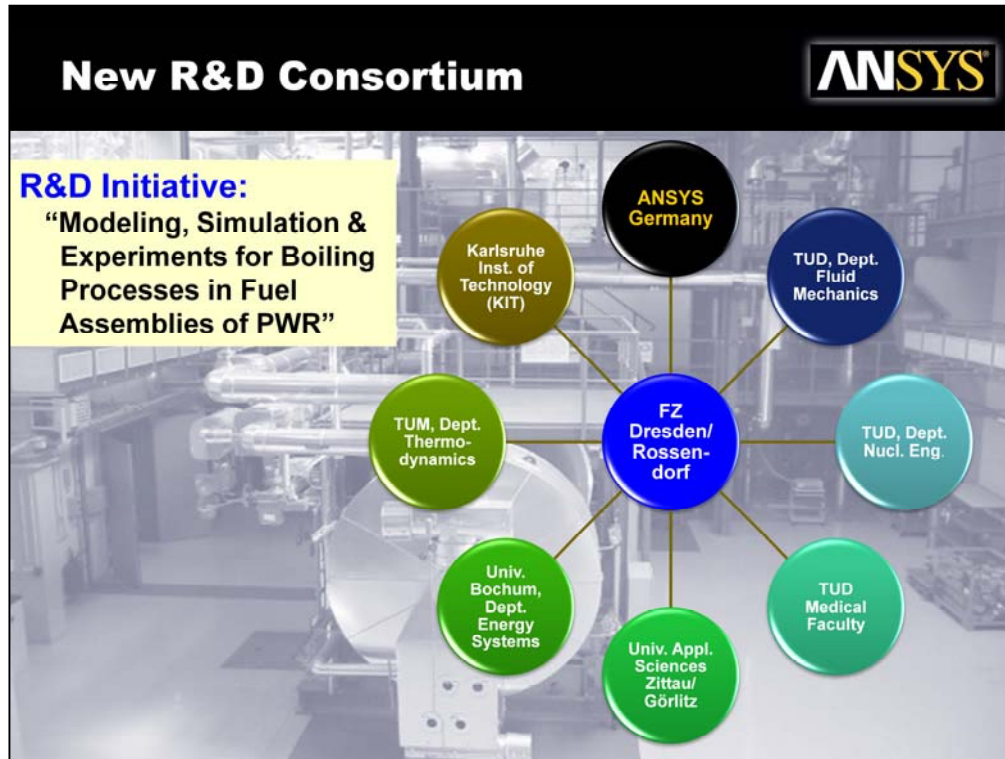 New R&D Consortium
ANSYS®
R&D Initiative:
“Modeling, Simulation &
Experiments for Boiling
Processes in Fuel
Assemblies of PWR”
ANSYS
Germany
TUD, Dept.
Fluid
Mechanics
TUD, Dept.
Nucl. Eng.
TUD
Medical
Faculty
Univ. Appl.
Sciences
Zittau/
Görlitz
Univ.
Bochum,
Dept.
Energy
Systems
TUM, Dept.
Thermo-
dynamics
Karlsruhe
Inst. of
Technology
(KIT)
FZ
Dresden/
Rossen-
dorf